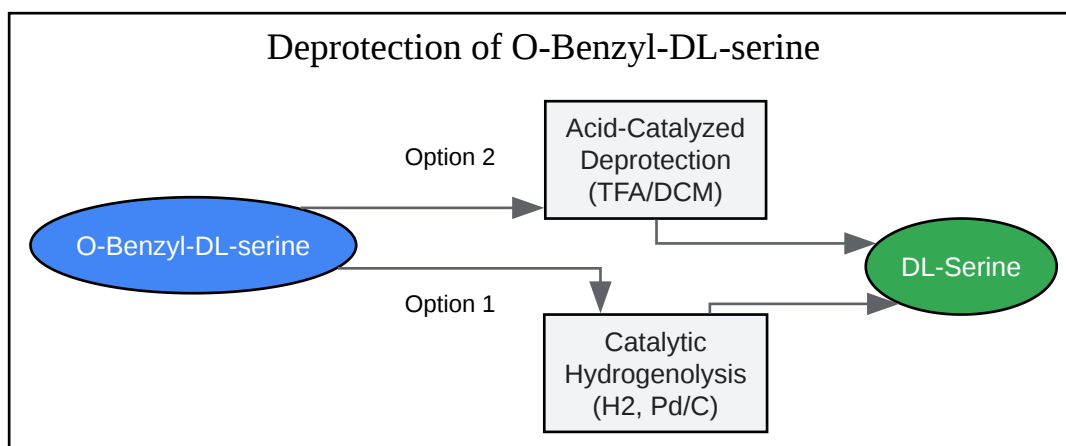 Deprotection of O-Benzyl-DL-serine
Acid-Catalyzed
Deprotection
(TFA/DCM)
Option 2
O-Benzyl-DL-serine
DL-Serine
Option 1
Catalytic
Hydrogenolysis
(H2, Pd/C)